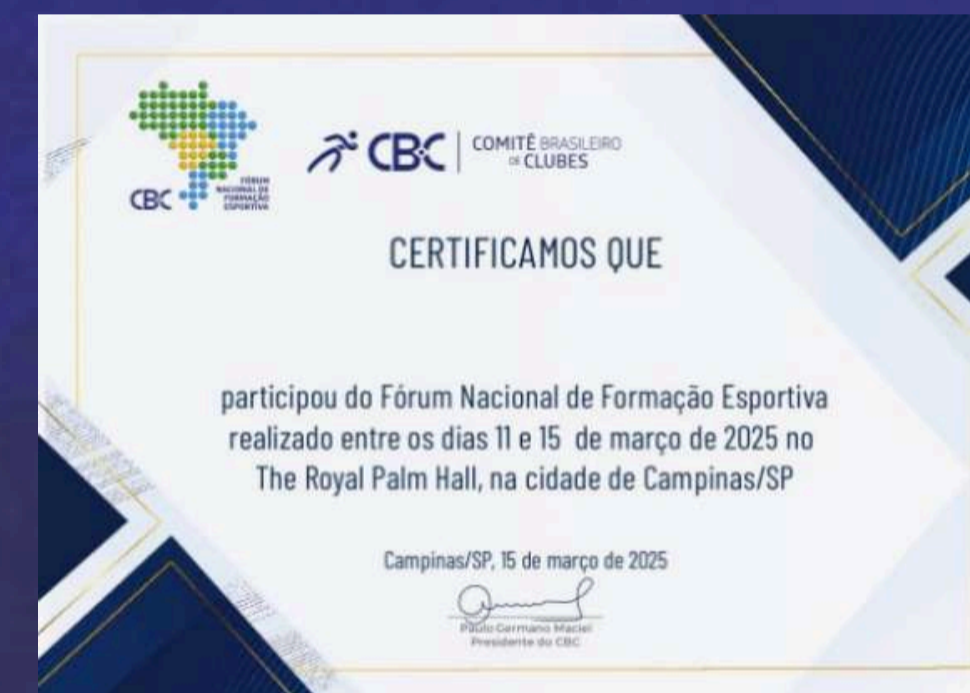 CBC
FÓRUM
NACIONAL DE
FORMAÇÃO
ESPORTIVA
CBC
COMITÊ BRASILEIRO
DE CLUBES
CERTIFICAMOS QUE
participou do Fórum Nacional de Formação Esportiva
realizado entre os dias 11 e 15 de março de 2025 no
The Royal Palm Hall, na cidade de Campinas/SP
Campinas/SP, 15 de março de 2025
Paulo Germano Maciel
Presidente do CBC